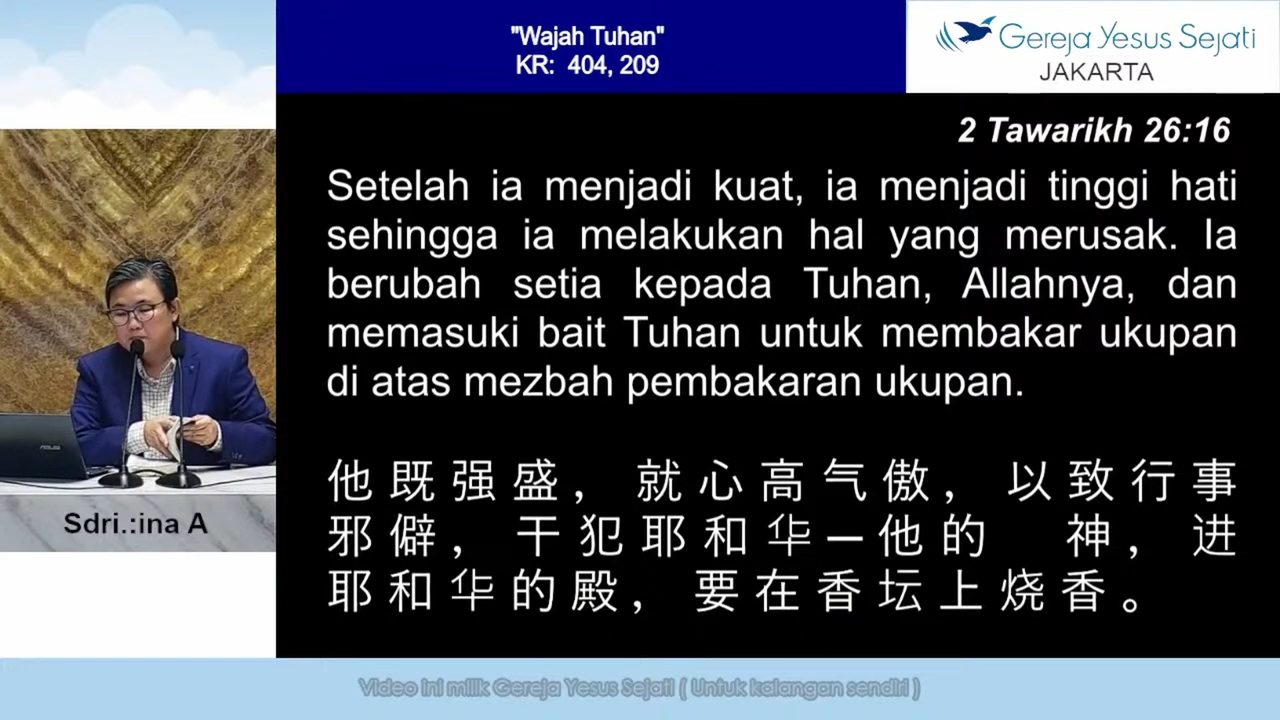 "Wajah Tuhan"
KR: 404, 209
Gereja Yesus Sejati
JAKARTA
2 Tawarikh 26:16
Setelah ia menjadi kuat, ia menjadi tinggi hati
sehingga ia melakukan hal yang merusak. Ia
berubah setia kepada Tuhan, Allahnya, dan
memasuki bait Tuhan untuk membakar ukupan
di atas mezbah pembakaran ukupan.
他既强盛，就心高气傲，以致行事
邪僻，干犯耶和华—他的 神，进
耶和华的殿，要在香坛上烧香。
ASUS
Sdri.:ina A
Video ini milik Gereja Yesus Sejati ( Untuk kalangan sendiri )